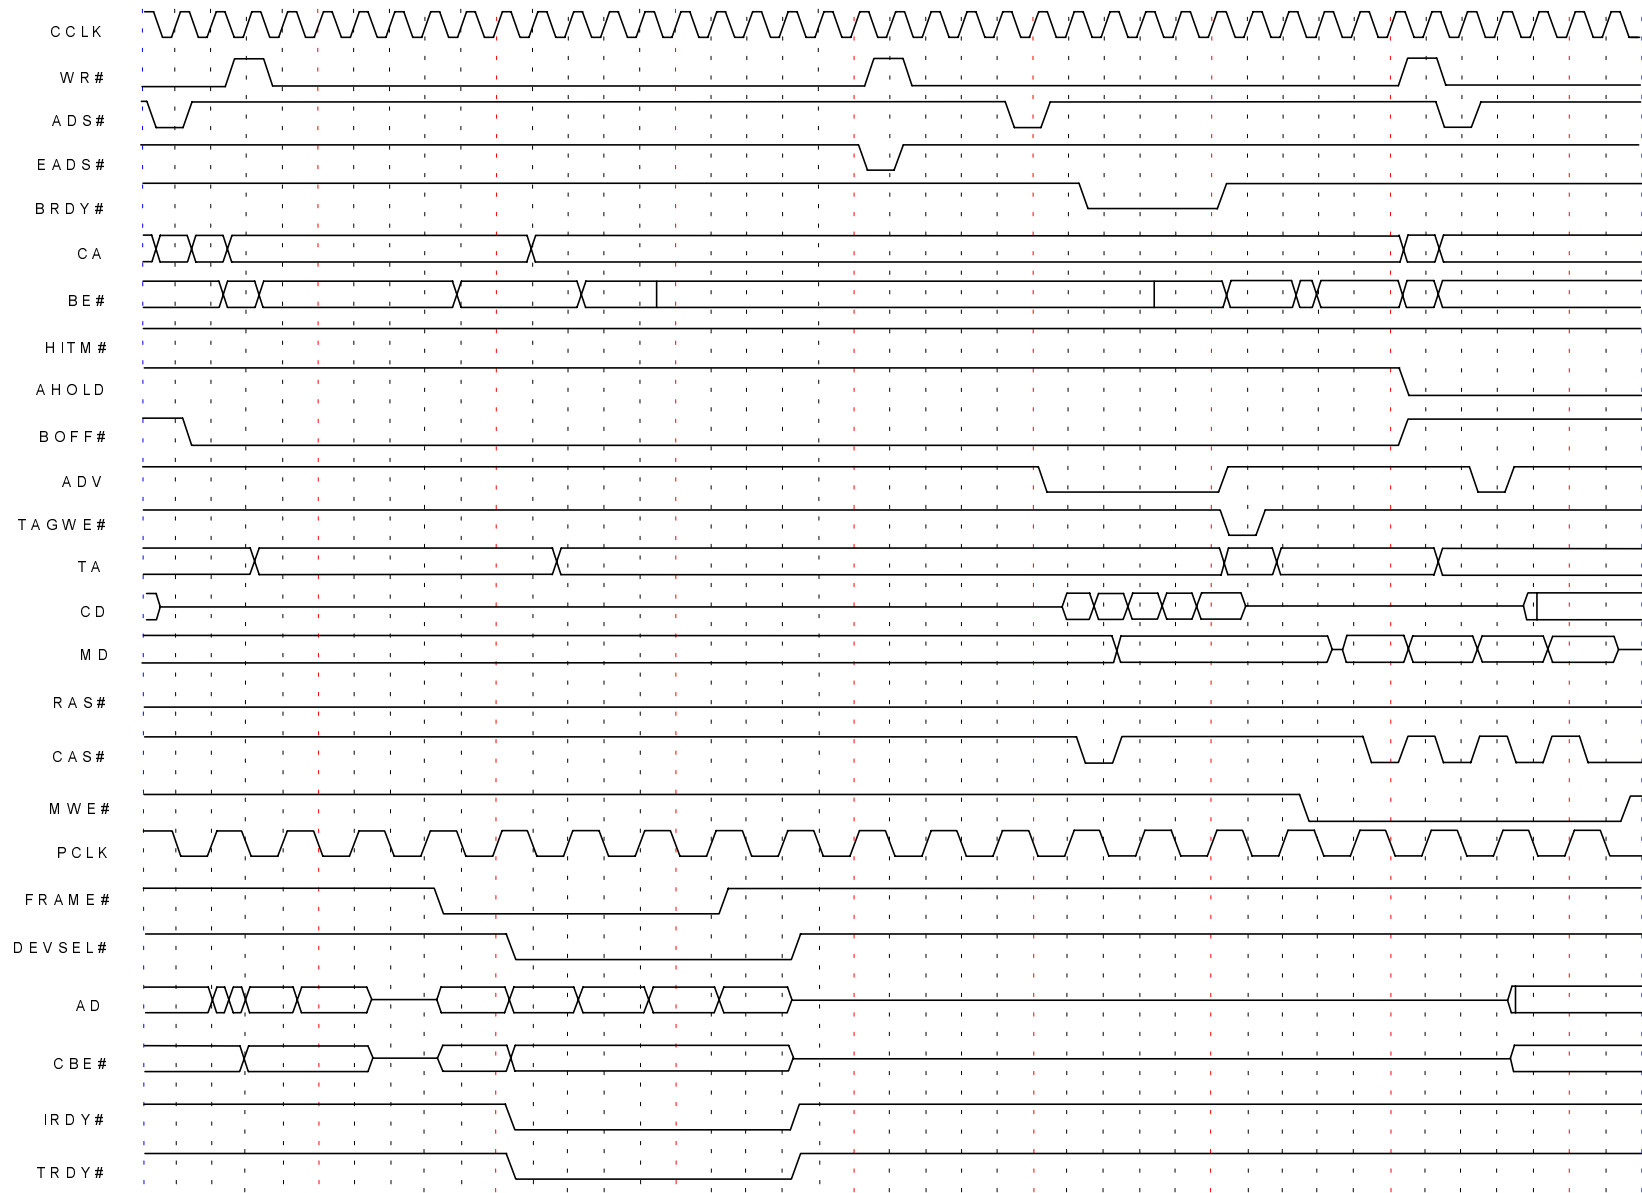 CCLK
WR#
ADS#
EADS#
BRDY#
CA
BE#
HITM#
AHOLD
BOFF#
ADV
TAGWE#
TA
CD
MD
RAS#
CAS#
MWE#
PCLK
FRAME#
DEVSEL#
AD
CBE#
IRDY#
TRDY#